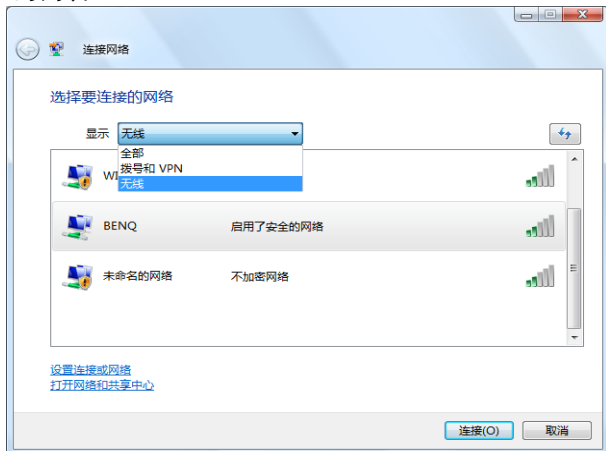 连接网络
选择要连接的网络
显示 无线
全部
拨号和 VPN
无线
BENQ 启用了安全的网络
未命名的网络 不加密网络
设置连接或网络
打开网络和共享中心
连接(O) 取消